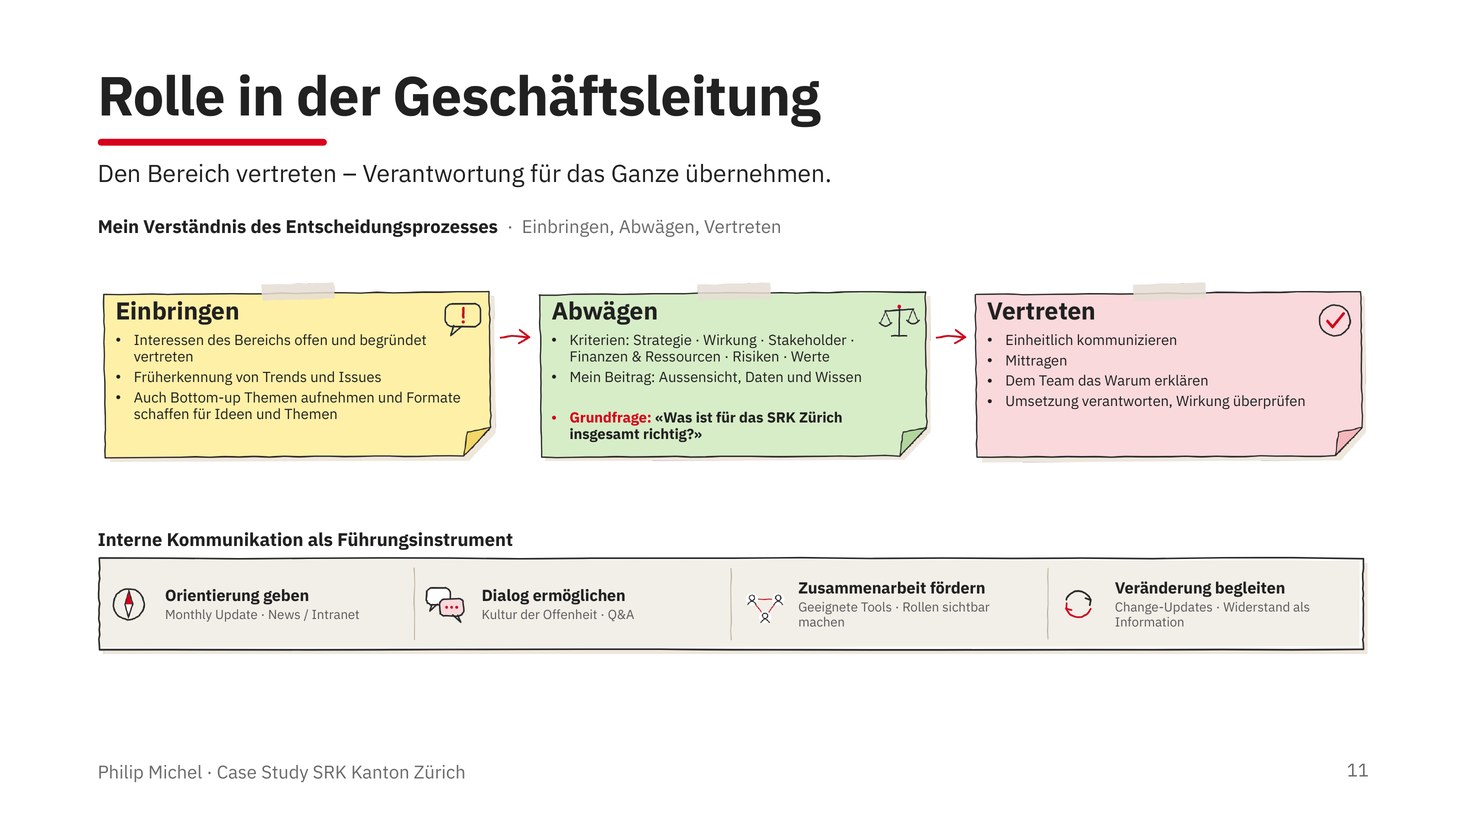 Rolle in der Geschäftsleitung
Den Bereich vertreten – Verantwortung für das Ganze übernehmen.
Mein Verständnis des Entscheidungsprozesses · Einbringen, Abwägen, Vertreten
Einbringen
• Interessen des Bereichs offen und begründet
vertreten
• Früherkennung von Trends und Issues
• Auch Bottom-up Themen aufnehmen und Formate
schaffen für Ideen und Themen
Abwägen
• Kriterien: Strategie · Wirkung · Stakeholder ·
Finanzen & Ressourcen · Risiken · Werte
• Mein Beitrag: Aussensicht, Daten und Wissen
• Grundfrage: «Was ist für das SRK Zürich
insgesamt richtig?»
Vertreten
• Einheitlich kommunizieren
• Mittragen
• Dem Team das Warum erklären
• Umsetzung verantworten, Wirkung überprüfen
Interne Kommunikation als Führungsinstrument
Orientierung geben
Monthly Update · News / Intranet
Dialog ermöglichen
Kultur der Offenheit · Q&A
Zusammenarbeit fördern
Geeignete Tools · Rollen sichtbar
machen
Veränderung begleiten
Change-Updates · Widerstand als
Information
Philip Michel · Case Study SRK Kanton Zürich
11